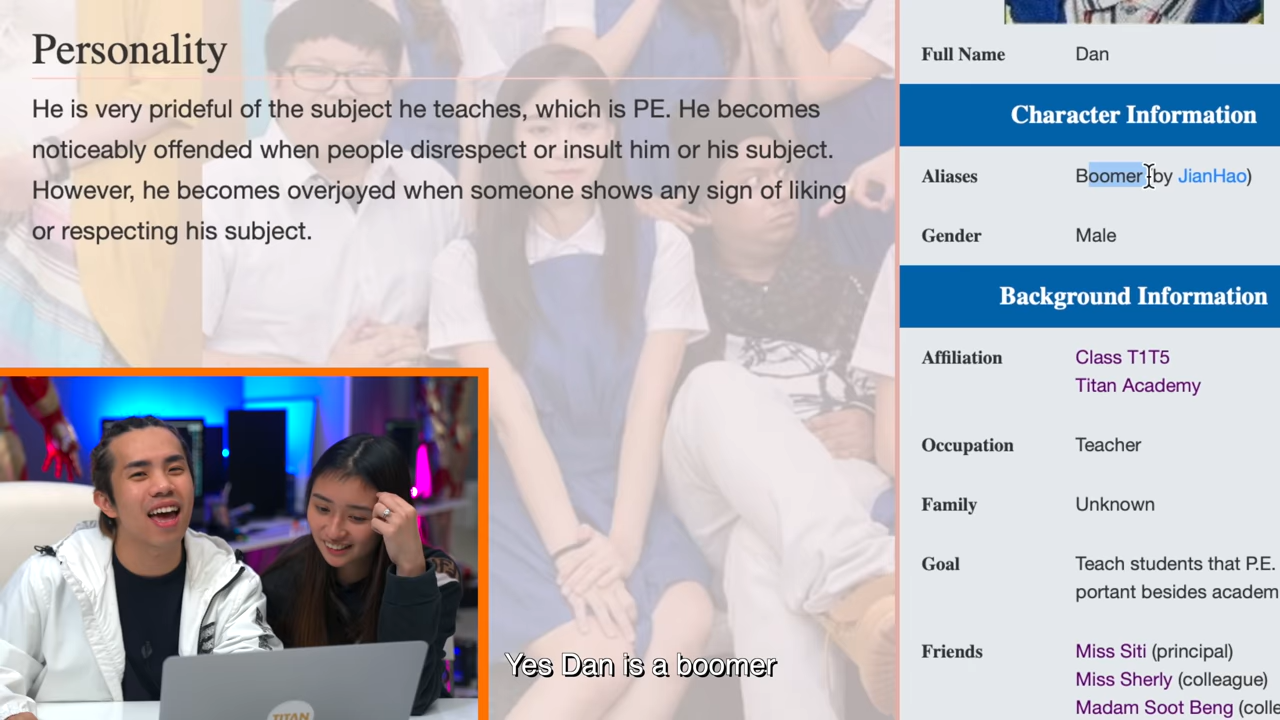 Personality
He is very prideful of the subject he teaches, which is PE. He becomes
noticeably offended when people disrespect or insult him or his subject.
However, he becomes overjoyed when someone shows any sign of liking
or respecting his subject.
Full Name Dan
Character Information
Aliases Boomer (by JianHao)
Gender Male
Background Information
Affiliation Class T1T5
Titan Academy
Occupation Teacher
Family Unknown
Goal Teach students that P.E.
portant besides academ
Friends Miss Siti (principal)
Miss Sherly (colleague)
Madam Soot Beng (colle
TITAN
Yes Dan is a boomer